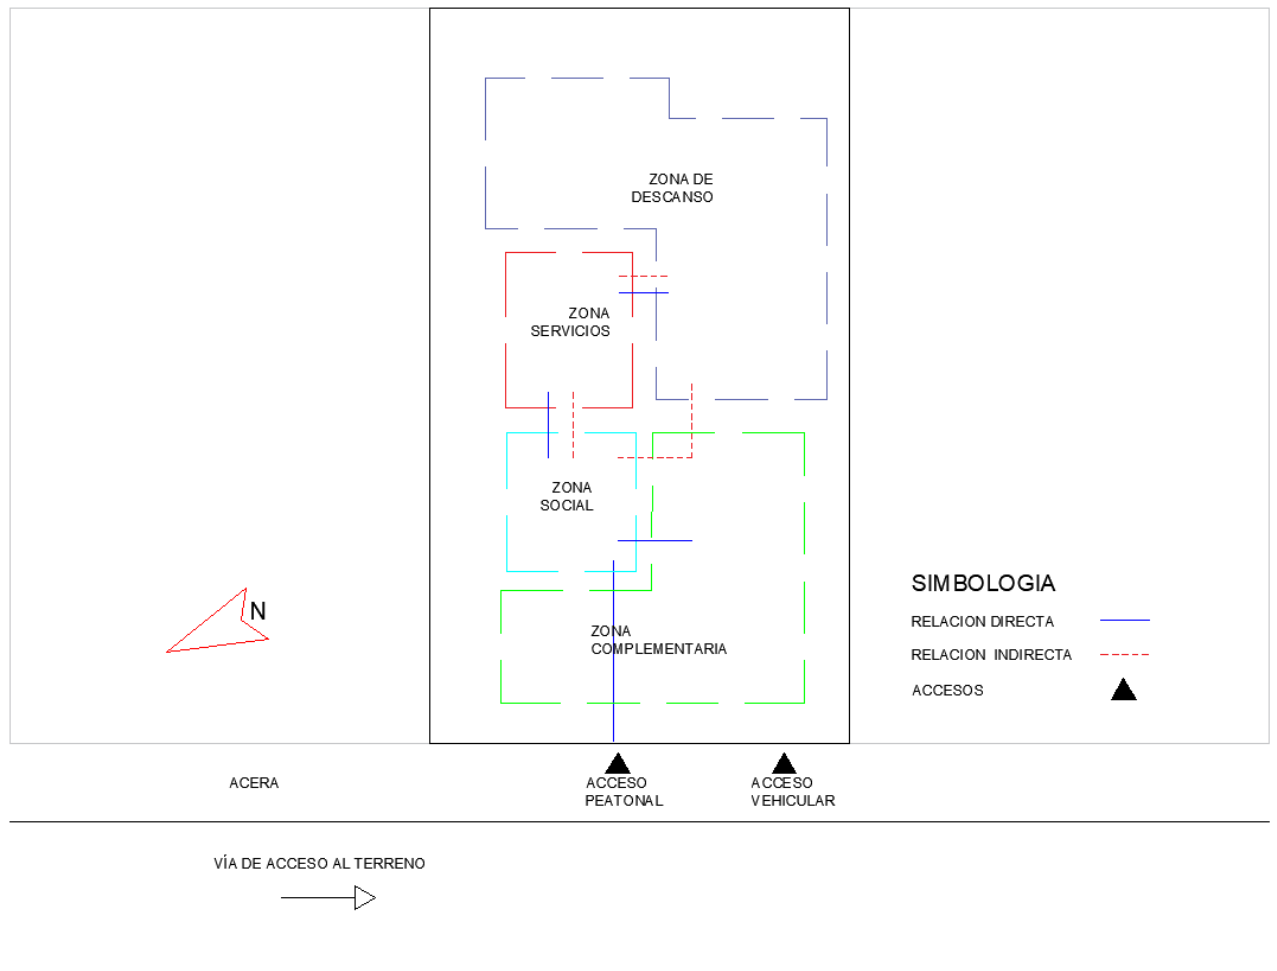 ZONA DE
DESCANSO
ZONA
SERVICIOS
ZONA
SOCIAL
ZONA
COMPLEMENTARIA
N
SIMBOLOGIA
RELACION DIRECTA
RELACION INDIRECTA
ACCESOS
ACERA
ACCESO
PEATONAL
ACCESO
VEHICULAR
VÍA DE ACCESO AL TERRENO